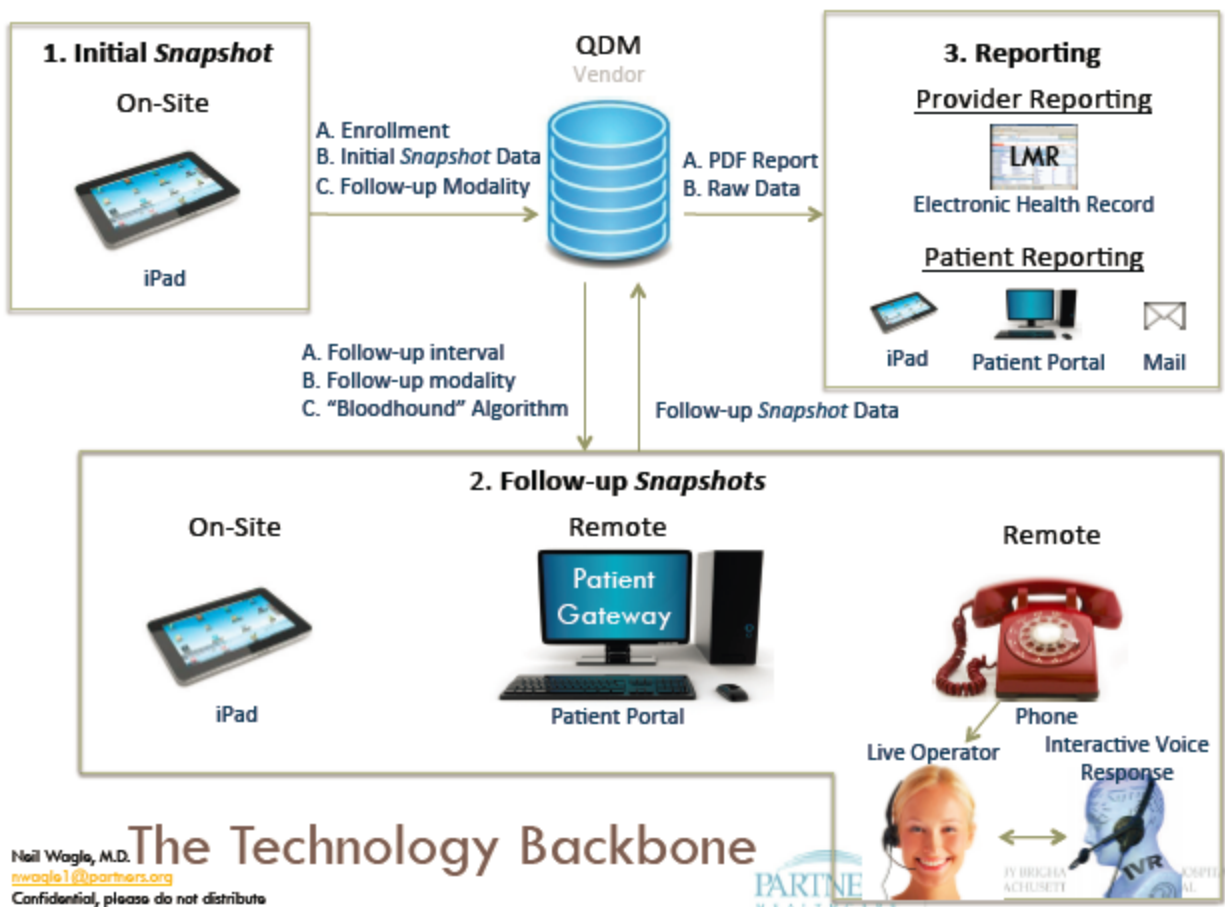 1. Initial Snapshot
On-Site
iPad
A. Enrollment
B. Initial Snapshot Data
C. Follow-up Modality
QDM
Vendor
A. PDF Report
B. Raw Data
3. Reporting
Provider Reporting
LMR
Electronic Health Record
Patient Reporting
iPad
Patient Portal
Mail
A. Follow-up interval
B. Follow-up modality
C. “Bloodhound” Algorithm
Follow-up Snapshot Data
2. Follow-up Snapshots
On-Site
iPad
Remote
Patient
Gateway
Patient Portal
Remote
Phone
Live Operator
Interactive Voice
Response
IVR
The Technology Backbone
Neil Wagle, M.D.
nwagle1@partners.org
Confidential, please do not distribute
PARTNE